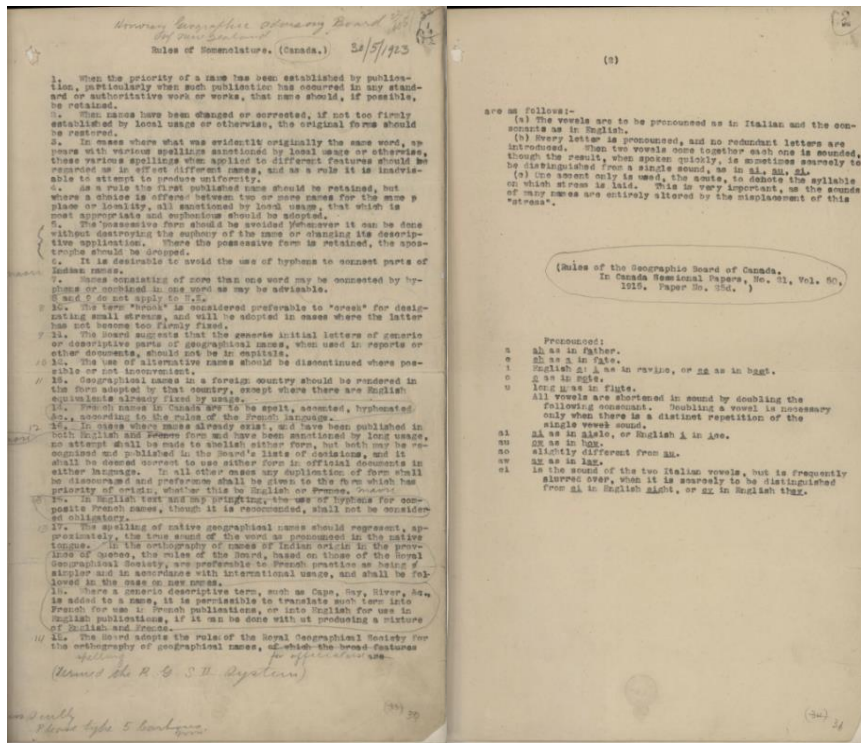 Honorary Geographic Advisory Board
of New Zealand
Rules of Nomenclature. (Canada.) 30/5/1923
1. When the priority of a name has been established by publica-
tion, particularly when such publication has occurred in any stand-
ard or authoritative work or works, that name should, if possible,
be retained.
2. When names have been changed or corrected, if not too firmly
established by local usage or otherwise, the original forms should
be restored.
3. In cases where what was evidently originally the same word, ap
pears with various spellings sanctioned by local usage or otherwise,
these various spellings when applied to different features should be
regarded as in effect different names, and as a rule it is inadvis-
able to attempt to produce uniformity.
4. As a rule the first published name should be retained, but
where a choice is offered between two or more names for the same p
place or locality, all sanctioned by local usage, that which is
most appropriate and euphonious should be adopted.
5. The possessive form should be avoided whenever it can be done
without destroying the euphony of the name or changing its descrip-
tive application. Where the possessive form is retained, the apos-
trophe should be dropped.
6. It is desirable to avoid the use of hyphens to connect parts of
Indian names.
7. Names consisting of more than one word may be connected by hy-
phens or combined in one word as may be advisable.
8 and 9 do not apply to N.Z.
10. The term "brook" is considered preferable to "creek" for desig-
nating small streams, and will be adopted in cases where the latter
has not become too firmly fixed.
9 11. The Board suggests that the generic initial letters of generic
or descriptive parts of geographical names, when used in reports or
other documents, should not be in capitals.
10 12. The use of alternative names should be discontinued where pos-
sible or not inconvenient.
11 13. Geographical names in a foreign country should be rendered in
the form adopted by that country, except where there are English
equivalents already fixed by usage.
14. French names in Canada are to be spelt, accented, hyphenated
&c., according to the rules of the French language.
12 In cases where names already exist, and have been published in
both English and French form and have been sanctioned by long usage,
no attempt shall be made to abolish either form, but both may be re-
cognised and published in the Board's lists of decisions, and it
shall be deemed correct to use either form in official documents in
either language. In all other cases any duplication of form shall
be discouraged and preference shall be given to the form which has
priority of origin, whether this be English or French. maori
In English text and map printing, the use of hyphens for com-
posite French names, though it is recommended, shall not be consider-
ed obligatory.
17. The spelling of native geographical names should represent, ap-
proximately, the true sound of the word as pronounced in the native
tongue. In the orthography of names of Indian origin in the prov-
ince of Quebec, the rules of the Board, based on those of the Royal
Geographical Society, are preferable to French practice as being
simpler and in accordance with international usage, and shall be fol-
lowed in the case on new names.
18. Where a generic descriptive term, such as Cape, Bay, River, &c.,
is added to a name, it is permissible to translate such term into
French for use in French publications, or into English for use in
English publications, if it can be done without producing a mixture
of English and French.
14 19. The Board adopts the rules of the Royal Geographical Society for
the orthography of geographical names, of which the broad features
spelling are
(termed the R G S II System)
Please type 5 carbons
(2)
are as follows:-
(a) The vowels are to be pronounced as in Italian and the con-
sonants as in English.
(b) Every letter is pronounced, and no redundant letters are
introduced. When two vowels come together each one is sounded,
though the result, when spoken quickly, is sometimes scarcely to
be distinguished from a single sound, as in ai, au, ei.
(c) One accent only is used, the acute, to denote the syllable
on which stress is laid. This is very important, as the sounds
of many names are entirely altered by the misplacement of this
"stress".
(Rules of the Geographic Board of Canada.
In Canada Sessional Papers, No. 21, Vol. 50,
1915. Paper No. 25d. )
Pronounced:
a ah as in father.
e eh as a in fate.
i English e; i as in ravine, or ee as in beet.
o o as in note.
u long u as in flute.
All vowels are shortened in sound by doubling the
following consonant. Doubling a vowel is necessary
only when there is a distinct repetition of the
single vowel sound.
ai ai as in aisle, or English i in ice.
au ow as in how.
ao slightly different from au.
aw aw as in law.
ei is the sound of the two Italian vowels, but is frequently
slurred over, when it is scarcely to be distinguished
from ei in English eight, or ey in English they.